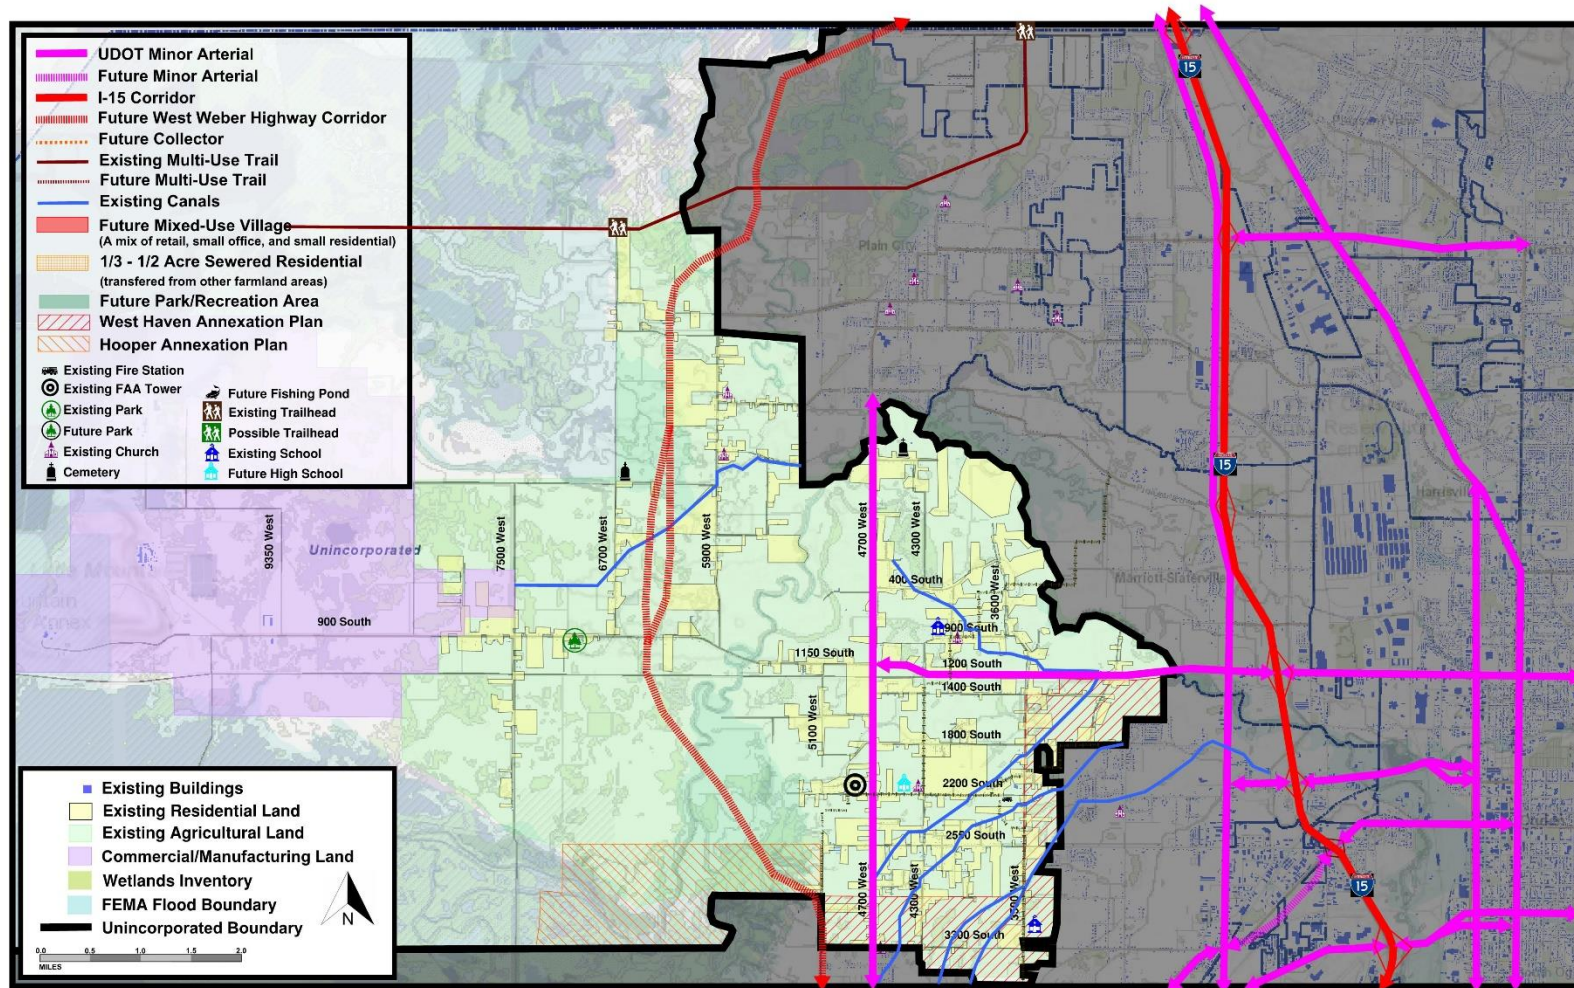 UDOT Minor Arterial
Future Minor Arterial
I-15 Corridor
Future West Weber Highway Corridor
Future Collector
Existing Multi-Use Trail
Future Multi-Use Trail
Existing Canals
Future Mixed-Use Village
(A mix of retail, small office, and small residential)
1/3 - 1/2 Acre Sewered Residential
(transfered from other farmland areas)
Future Park/Recreation Area
West Haven Annexation Plan
Hooper Annexation Plan
Existing Fire Station
Existing FAA Tower
Existing Park
Future Park
Existing Church
Cemetery
Future Fishing Pond
Existing Trailhead
Possible Trailhead
Existing School
Future High School
15
Plain City
15
Marriott-Slaterville
Unincorporated
9350 West
7500 West
6700 West
5900 West
4700 West
4300 West
3600 West
400 South
900 South
900 South
1150 South
1200 South
1400 South
5100 West
1800 South
2200 South
2550 South
4700 West
4300 West
3500 West
3300 South
15
Existing Buildings
Existing Residential Land
Existing Agricultural Land
Commercial/Manufacturing Land
Wetlands Inventory
FEMA Flood Boundary
Unincorporated Boundary
N
0.0 0.5 1.0 2.0
MILES